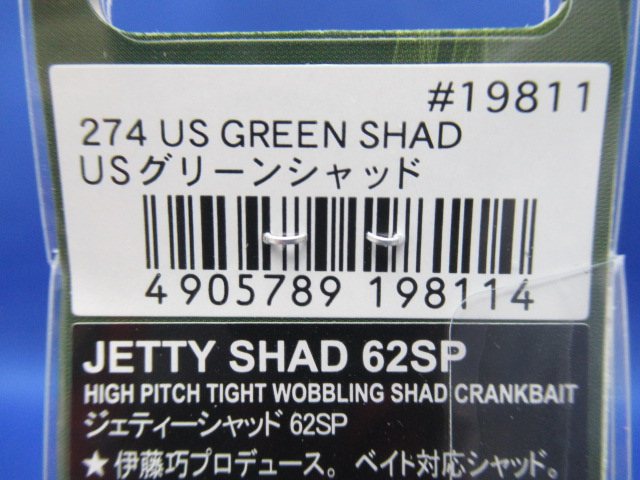 #19811
274 US GREEN SHAD
USグリーンシャッド
4 905789 198114
JETTY SHAD 62SP
HIGH PITCH TIGHT WOBBLING SHAD CRANKBAIT
ジェティーシャッド 62SP
★伊藤巧プロデュース。ベイト対応シャッド。